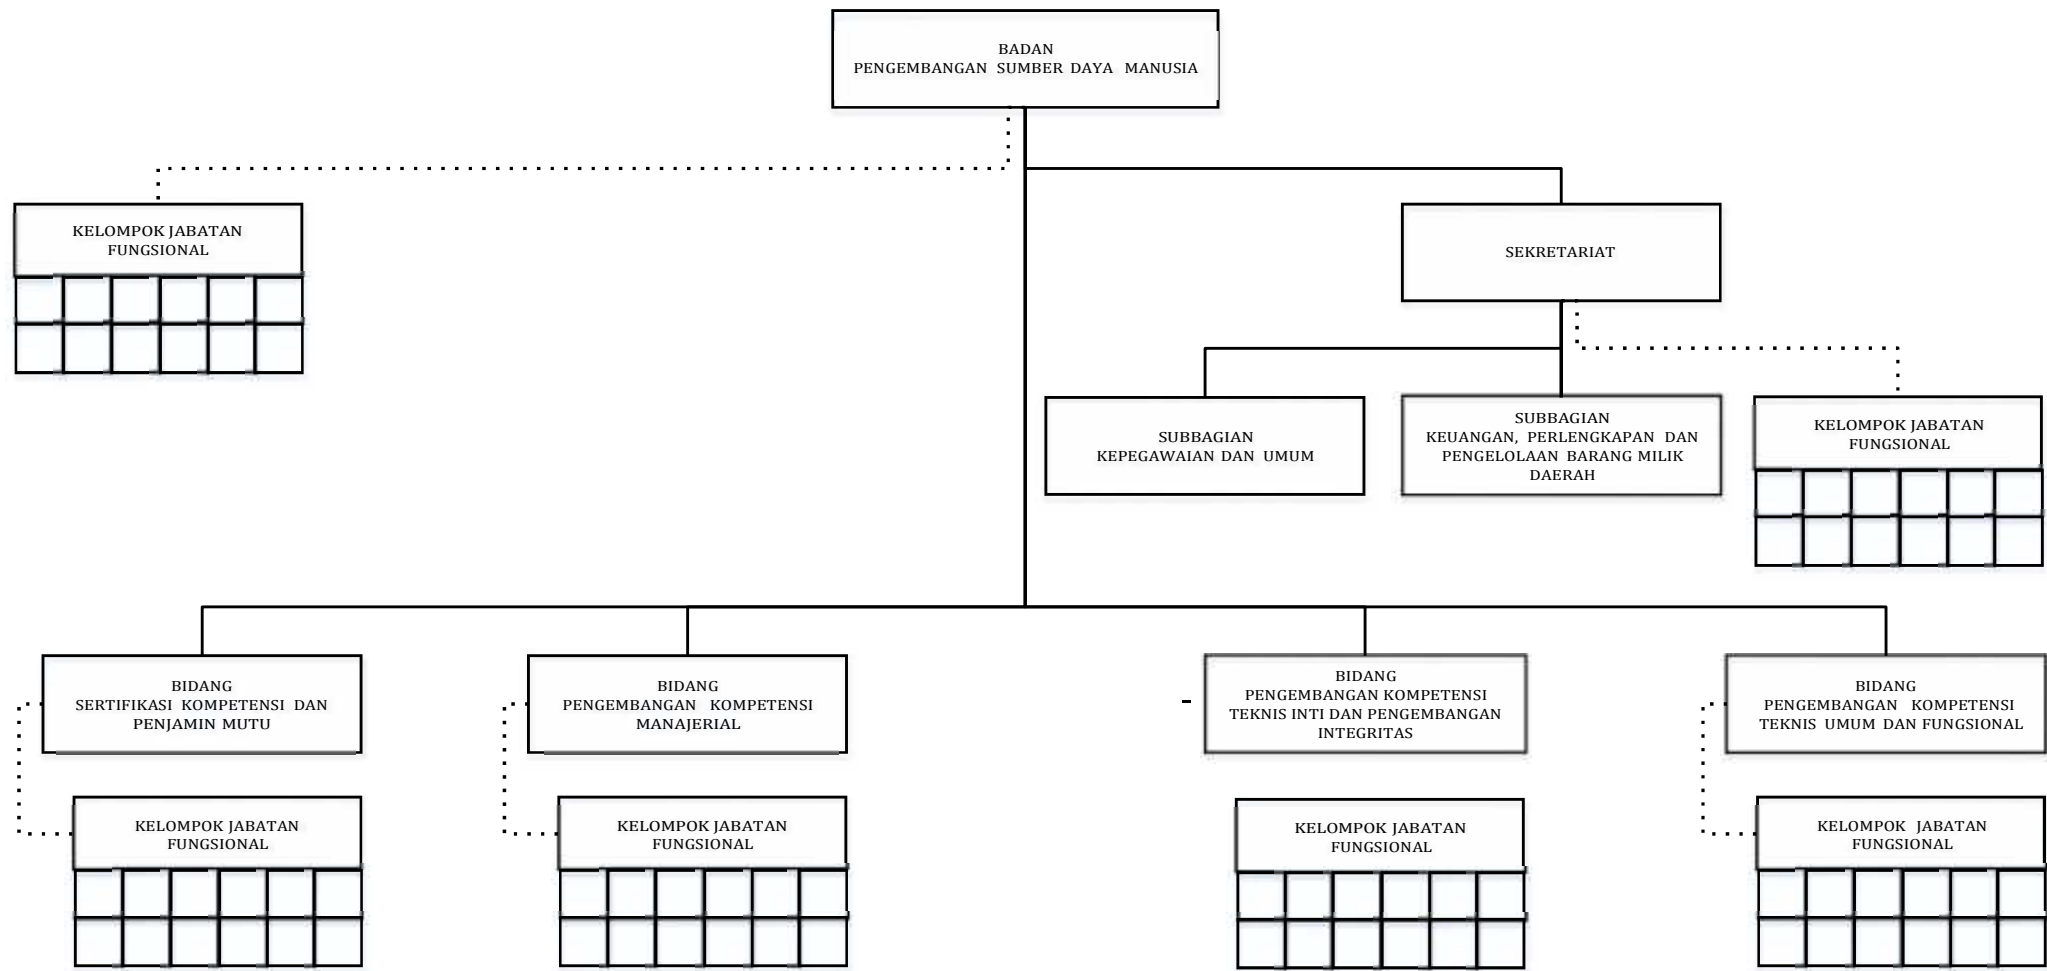 BADAN
PENGEMBANGAN SUMBER DAYA MANUSIA
KELOMPOK JABATAN
FUNGSIONAL
SEKRETARIAT
SUBBAGIAN
KEPEGAWAIAN DAN UMUM
SUBBAGIAN
KEUANGAN, PERLENGKAPAN DAN
PENGELOLAAN BARANG MILIK
DAERAH
KELOMPOK JABATAN
FUNGSIONAL
BIDANG
SERTIFIKASI KOMPETENSI DAN
PENJAMIN MUTU
BIDANG
PENGEMBANGAN KOMPETENSI
MANAJERIAL
BIDANG
PENGEMBANGAN KOMPETENSI
TEKNIS INTI DAN PENGEMBANGAN
INTEGRITAS
BIDANG
PENGEMBANGAN KOMPETENSI
TEKNIS UMUM DAN FUNGSIONAL
KELOMPOK JABATAN
FUNGSIONAL
KELOMPOK JABATAN
FUNGSIONAL
KELOMPOK JABATAN
FUNGSIONAL
KELOMPOK JABATAN
FUNGSIONAL